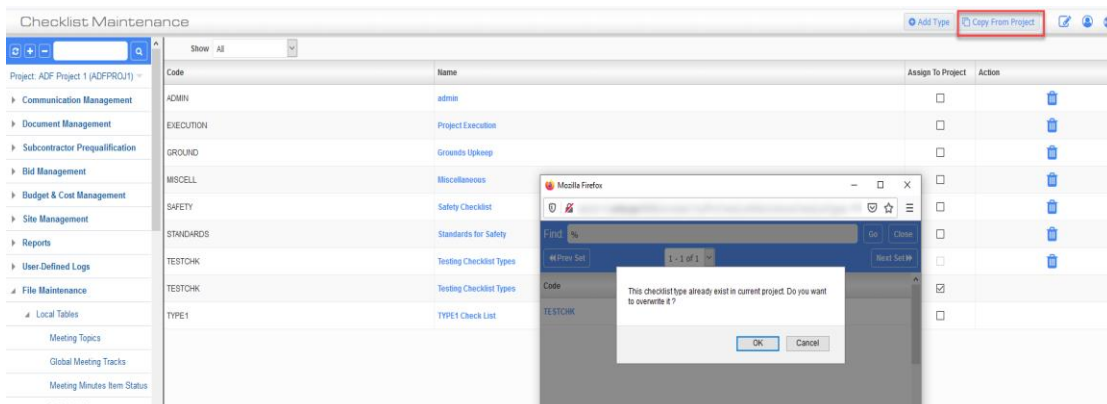 Checklist Maintenance
Add Type Copy From Project
Show All
Project: ADF Project 1 (ADFPROJ1)
Communication Management
Document Management
Subcontractor Prequalification
Bid Management
Budget & Cost Management
Site Management
Reports
User-Defined Logs
File Maintenance
Local Tables
Meeting Topics
Global Meeting Tracks
Meeting Minutes Item Status
Code Name Assign To Project Action
ADMIN admin
EXECUTION Project Execution
GROUND Grounds Upkeep
MISCELL Miscellaneous
SAFETY Safety Checklist
STANDARDS Standards for Safety
TESTCHK Testing Checklist Types
TESTCHK Testing Checklist Types
TYPE1 TYPE1 Check List
Mozilla Firefox
Find: % Go Close
Prev Set 1 - 1 of 1 Next Set
Code
TESTCHK
This checklist type already exist in current project. Do you want
to overwrite it ?
OK Cancel